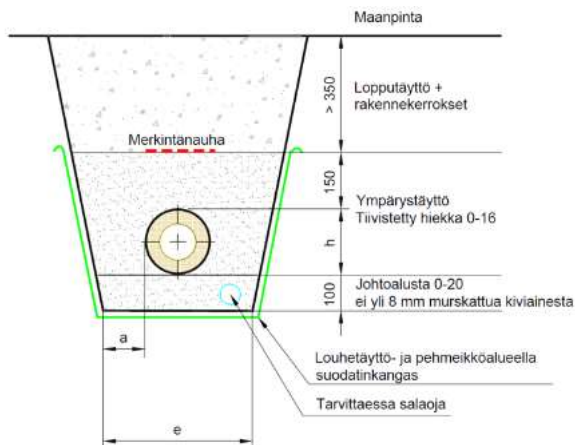 Maanpinta
> 350
Lopputäyttö +
rakennekerrokset
Merkintänauha
150
Ympärystäyttö
Tiivistetty hiekka 0-16
h
100
Johtoalusta 0-20
ei yli 8 mm murskattua kiviainesta
a
Louhetäyttö- ja pehmeikköalueella
suodatinkangas
Tarvittaessa salaoja
e